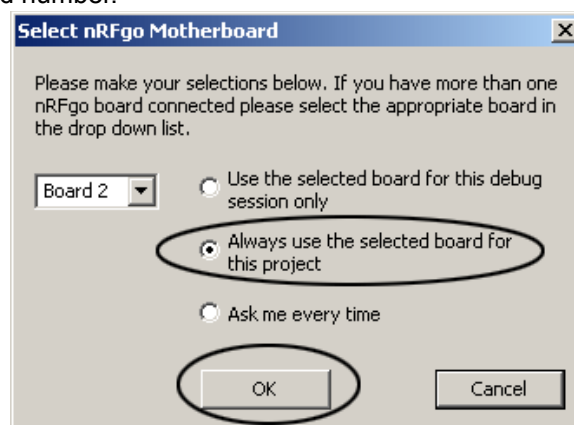 number.
Select nRFgo Motherboard
Please make your selections below. If you have more than one
nRFgo board connected please select the appropriate board in
the drop down list.
Board 2
Use the selected board for this debug
session only
Always use the selected board for
this project
Ask me every time
OK
Cancel